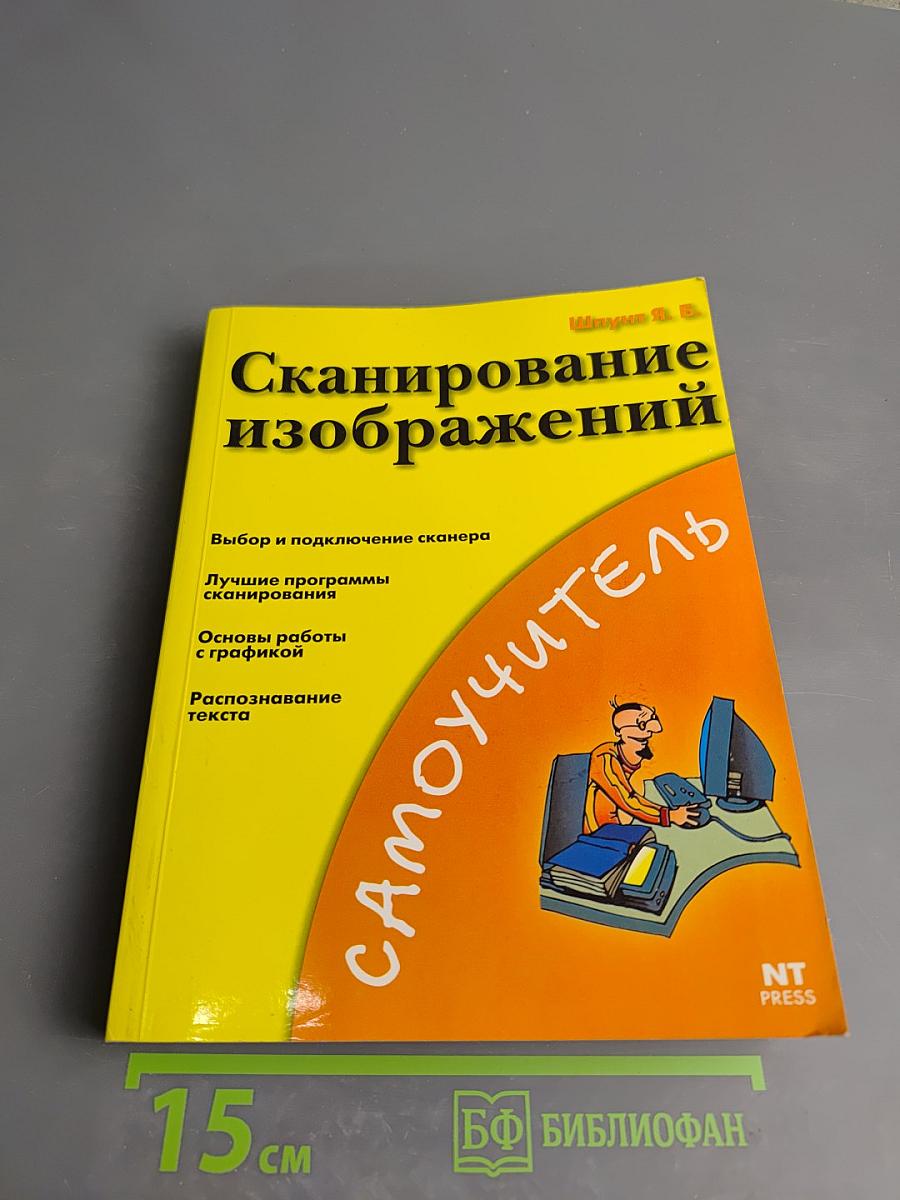 Шпунт Я. Б.
Сканирование
изображений
Выбор и подключение сканера
Лучшие программы
сканирования
Основы работы
с графикой
Распознавание
текста
САМОУЧИТЕЛЬ
NT
PRESS
15 см
БФ БИБЛИОФАН